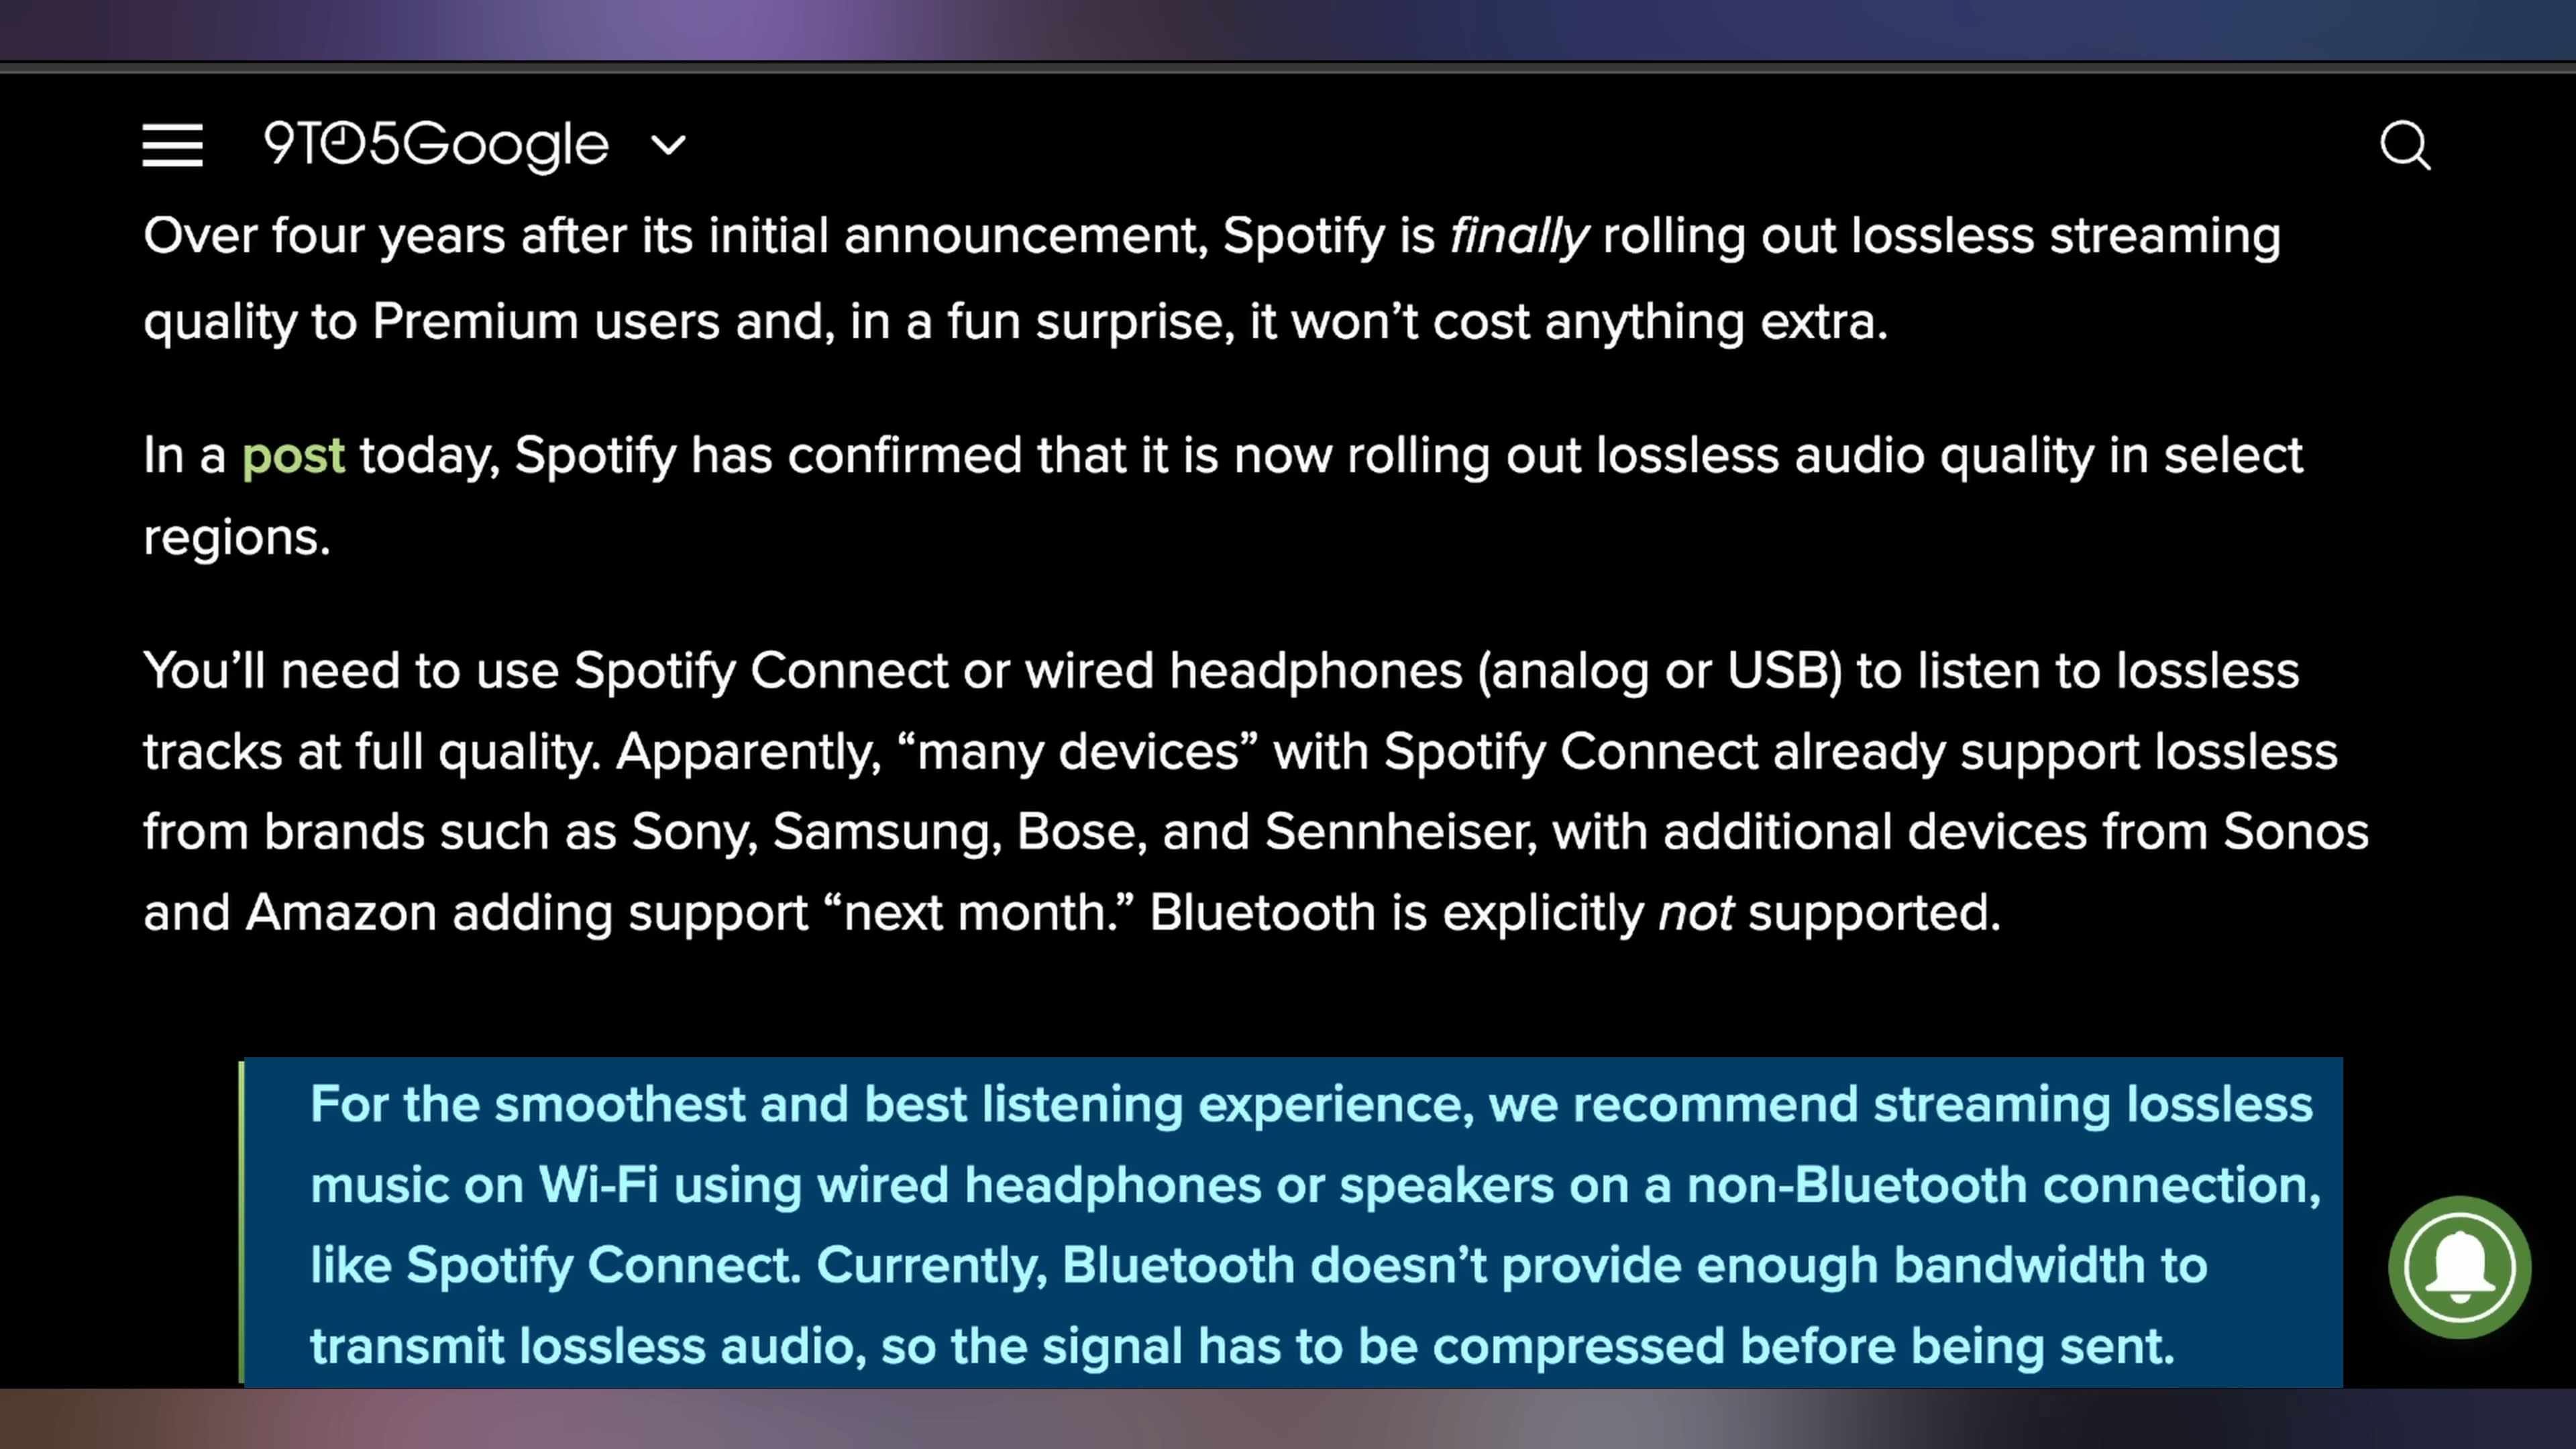 9TO5Google
Over four years after its initial announcement, Spotify is finally rolling out lossless streaming
quality to Premium users and, in a fun surprise, it won’t cost anything extra.
In a post today, Spotify has confirmed that it is now rolling out lossless audio quality in select
regions.
You’ll need to use Spotify Connect or wired headphones (analog or USB) to listen to lossless
tracks at full quality. Apparently, “many devices” with Spotify Connect already support lossless
from brands such as Sony, Samsung, Bose, and Sennheiser, with additional devices from Sonos
and Amazon adding support “next month.” Bluetooth is explicitly not supported.
For the smoothest and best listening experience, we recommend streaming lossless
music on Wi-Fi using wired headphones or speakers on a non-Bluetooth connection,
like Spotify Connect. Currently, Bluetooth doesn’t provide enough bandwidth to
transmit lossless audio, so the signal has to be compressed before being sent.